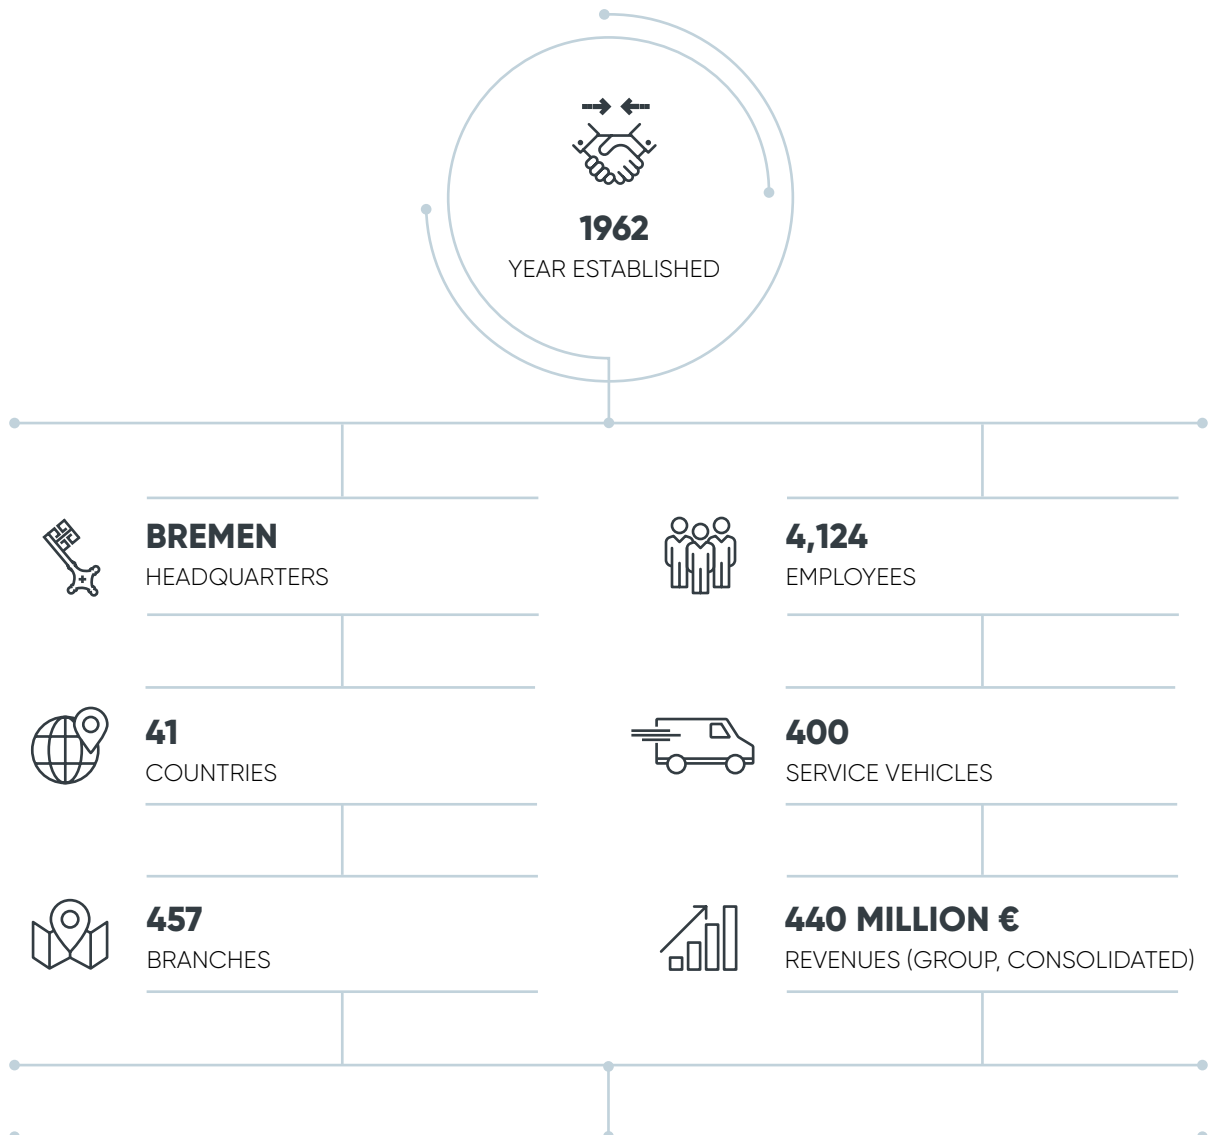 1962
YEAR ESTABLISHED
BREMEN
HEADQUARTERS
4,124
EMPLOYEES
41
COUNTRIES
400
SERVICE VEHICLES
457
BRANCHES
440 MILLION €
REVENUES (GROUP, CONSOLIDATED)